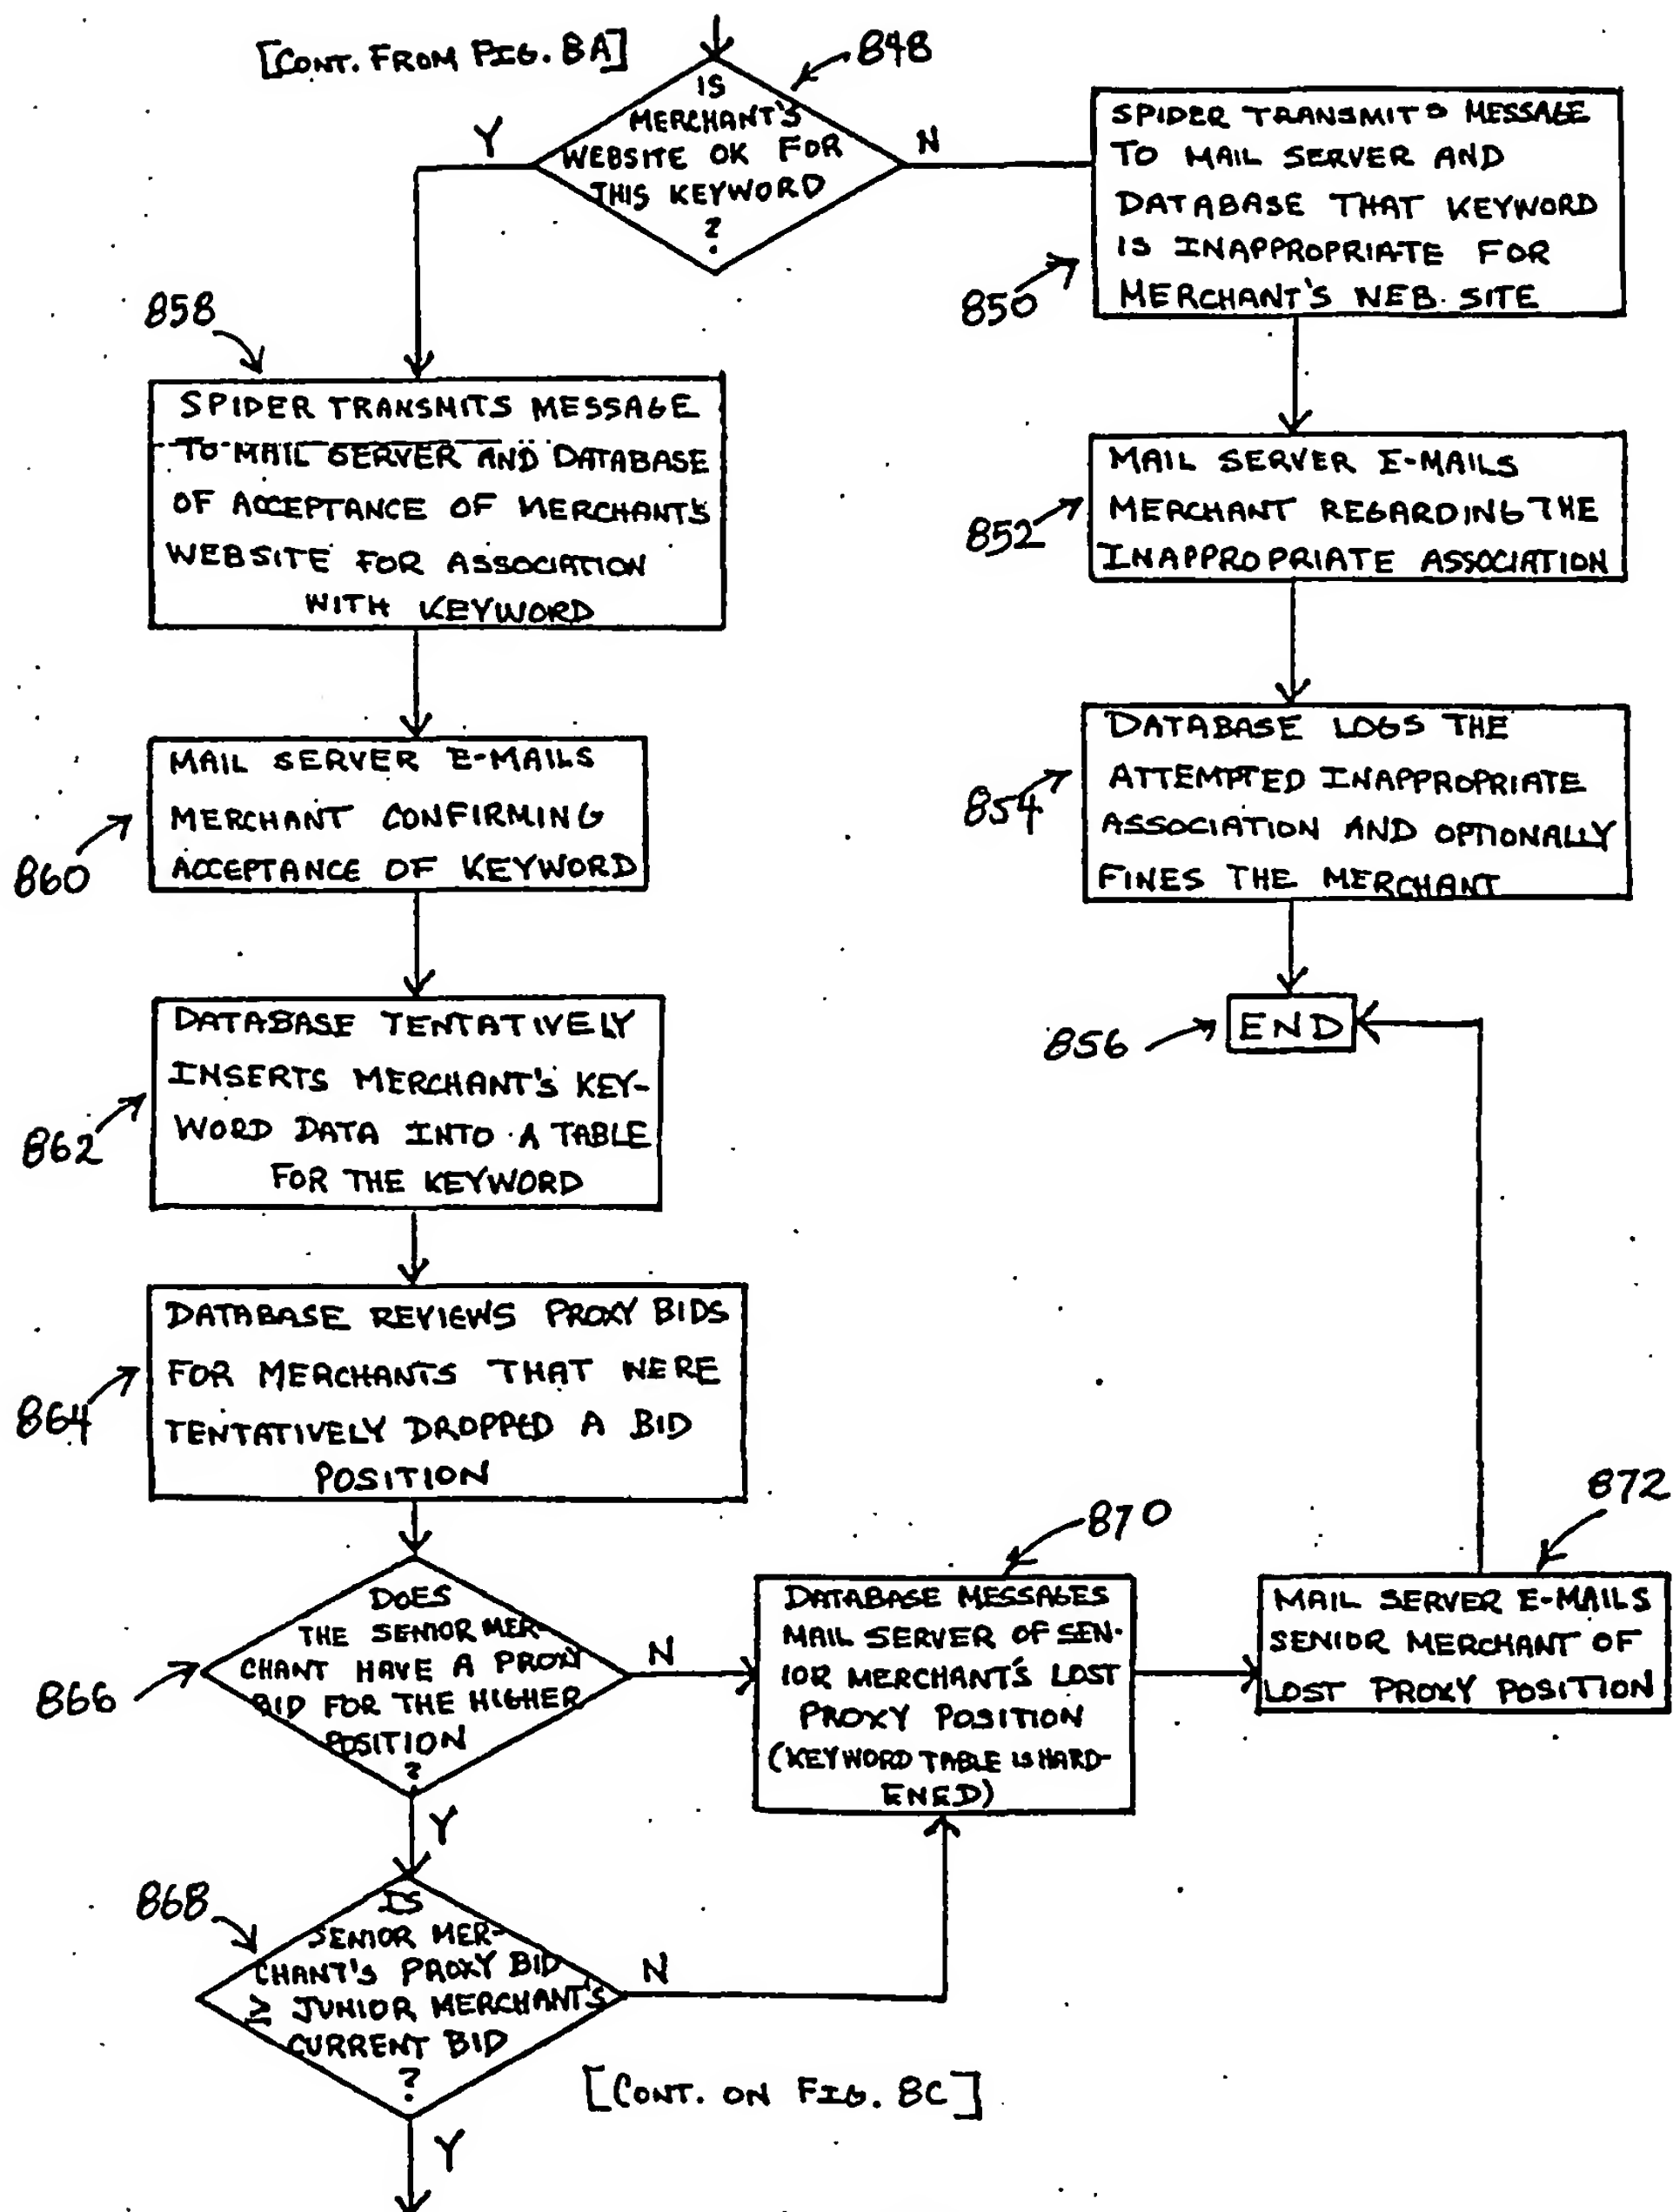 [CONT. FROM FIG. 8A]
848
IS
MERCHANT'S
WEBSITE OK FOR
THIS KEYWORD
?
Y
N
SPIDER TRANSMITS MESSAGE
TO MAIL SERVER AND
DATABASE THAT KEYWORD
IS INAPPROPRIATE FOR
MERCHANT'S WEB SITE
850
858
SPIDER TRANSMITS MESSAGE
TO MAIL SERVER AND DATABASE
OF ACCEPTANCE OF MERCHANT'S
WEBSITE FOR ASSOCIATION
WITH KEYWORD
MAIL SERVER E-MAILS
MERCHANT REGARDING THE
INAPPROPRIATE ASSOCIATION
852
MAIL SERVER E-MAILS
MERCHANT CONFIRMING
ACCEPTANCE OF KEYWORD
860
DATABASE LOGS THE
ATTEMPTED INAPPROPRIATE
ASSOCIATION AND OPTIONALLY
FINES THE MERCHANT
854
END
856
DATABASE TENTATIVELY
INSERTS MERCHANT'S KEY-
WORD DATA INTO A TABLE
FOR THE KEYWORD
862
DATABASE REVIEWS PROXY BIDS
FOR MERCHANTS THAT WERE
TENTATIVELY DROPPED A BID
POSITION
864
DOES
THE SENIOR MER-
CHANT HAVE A PROXY
BID FOR THE HIGHER
POSITION
?
866
N
Y
870
DATABASE MESSAGES
MAIL SERVER OF SEN-
IOR MERCHANT'S LOST
PROXY POSITION
(KEYWORD TABLE IS HARD-
ENED)
872
MAIL SERVER E-MAILS
SENIOR MERCHANT OF
LOST PROXY POSITION
868
IS
SENIOR MER-
CHANT'S PROXY BID
≥ JUNIOR MERCHANT'S
CURRENT BID
?
N
[CONT. ON FIG. 8C]
Y